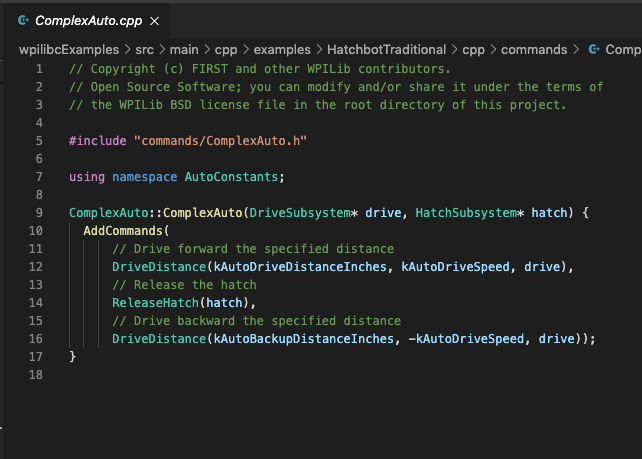 ComplexAuto.cpp ×
wpilibcExamples > src > main > cpp > examples > HatchbotTraditional > cpp > commands > Comp
1 // Copyright (c) FIRST and other WPILib contributors.
2 // Open Source Software; you can modify and/or share it under the terms of
3 // the WPILib BSD license file in the root directory of this project.
4
5 #include "commands/ComplexAuto.h"
6
7 using namespace AutoConstants;
8
9 ComplexAuto::ComplexAuto(DriveSubsystem* drive, HatchSubsystem* hatch) {
10   AddCommands(
11       // Drive forward the specified distance
12       DriveDistance(kAutoDriveDistanceInches, kAutoDriveSpeed, drive),
13       // Release the hatch
14       ReleaseHatch(hatch),
15       // Drive backward the specified distance
16       DriveDistance(kAutoBackupDistanceInches, -kAutoDriveSpeed, drive));
17 }
18